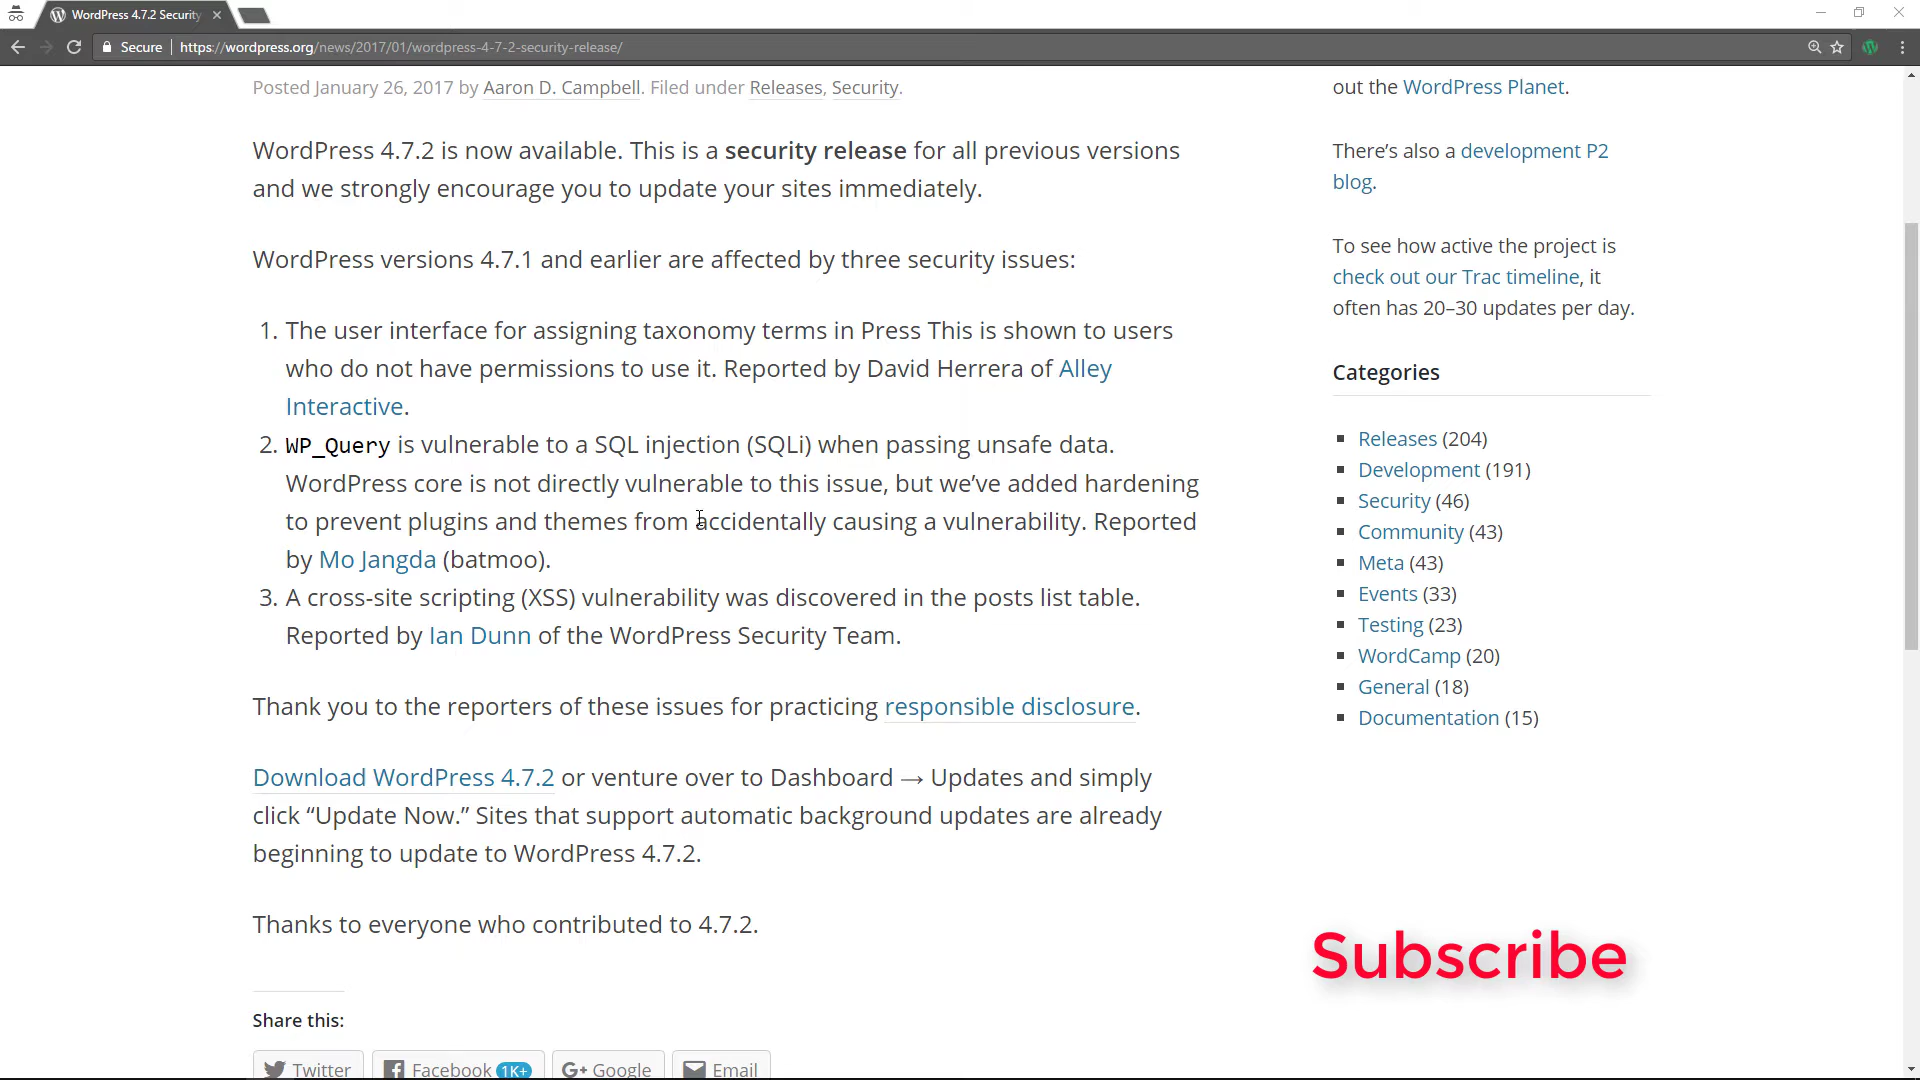 WordPress 4.7.2 Security
Secure https://wordpress.org/news/2017/01/wordpress-4-7-2-security-release/
Posted January 26, 2017 by Aaron D. Campbell. Filed under Releases, Security.
WordPress 4.7.2 is now available. This is a security release for all previous versions
and we strongly encourage you to update your sites immediately.
WordPress versions 4.7.1 and earlier are affected by three security issues:
1. The user interface for assigning taxonomy terms in Press This is shown to users
who do not have permissions to use it. Reported by David Herrera of Alley
Interactive.
2. WP_Query is vulnerable to a SQL injection (SQLi) when passing unsafe data.
WordPress core is not directly vulnerable to this issue, but we’ve added hardening
to prevent plugins and themes from accidentally causing a vulnerability. Reported
by Mo Jangda (batmoo).
3. A cross-site scripting (XSS) vulnerability was discovered in the posts list table.
Reported by Ian Dunn of the WordPress Security Team.
Thank you to the reporters of these issues for practicing responsible disclosure.
Download WordPress 4.7.2 or venture over to Dashboard → Updates and simply
click “Update Now.” Sites that support automatic background updates are already
beginning to update to WordPress 4.7.2.
Thanks to everyone who contributed to 4.7.2.
Share this:
Twitter Facebook 1K+ G+ Google Email
out the WordPress Planet.
There’s also a development P2
blog.
To see how active the project is
check out our Trac timeline, it
often has 20–30 updates per day.
Categories
Releases (204)
Development (191)
Security (46)
Community (43)
Meta (43)
Events (33)
Testing (23)
WordCamp (20)
General (18)
Documentation (15)
Subscribe